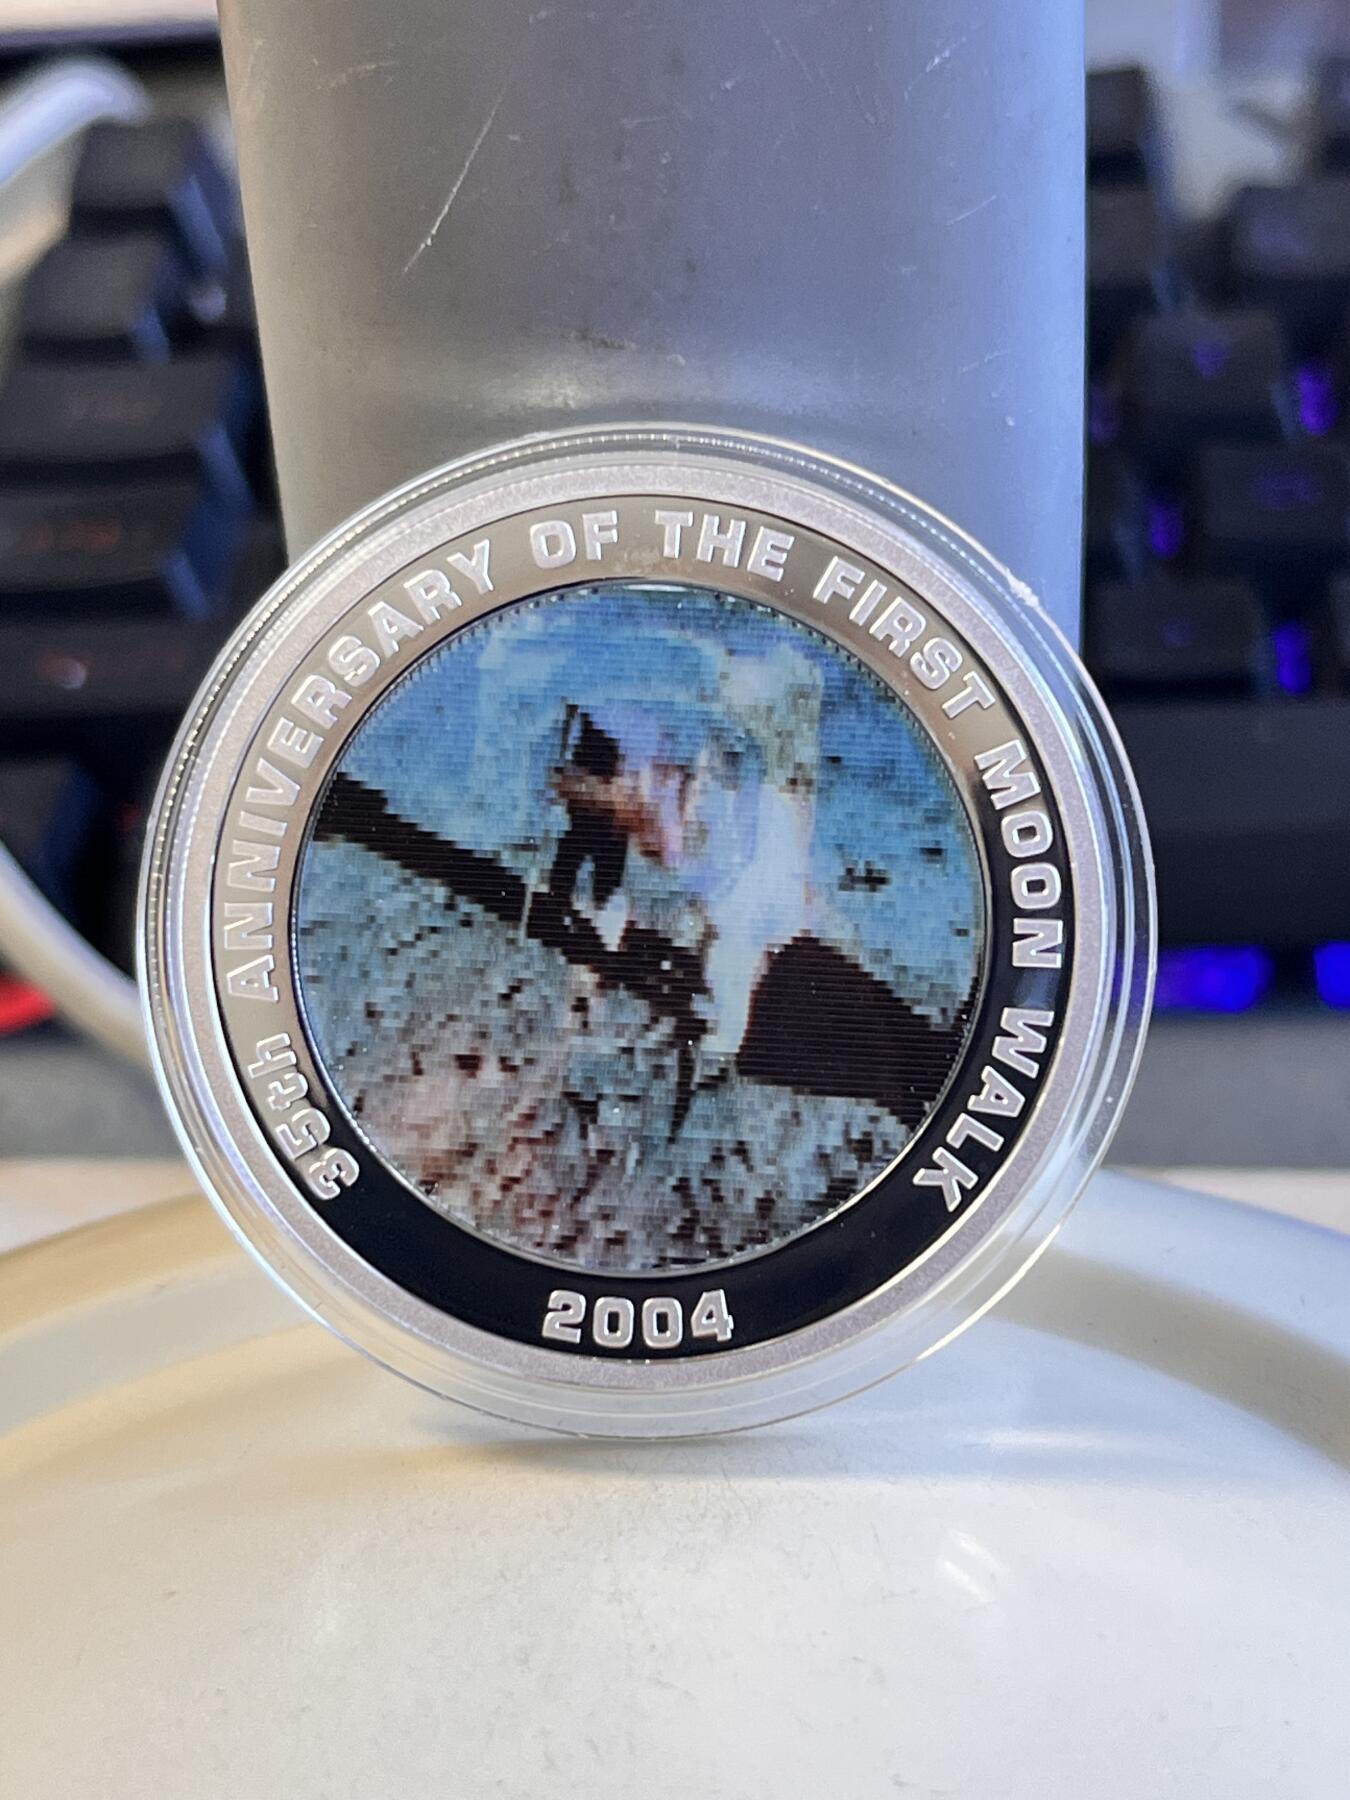 35th ANNIVERSARY OF THE FIRST MOON WALK
2004